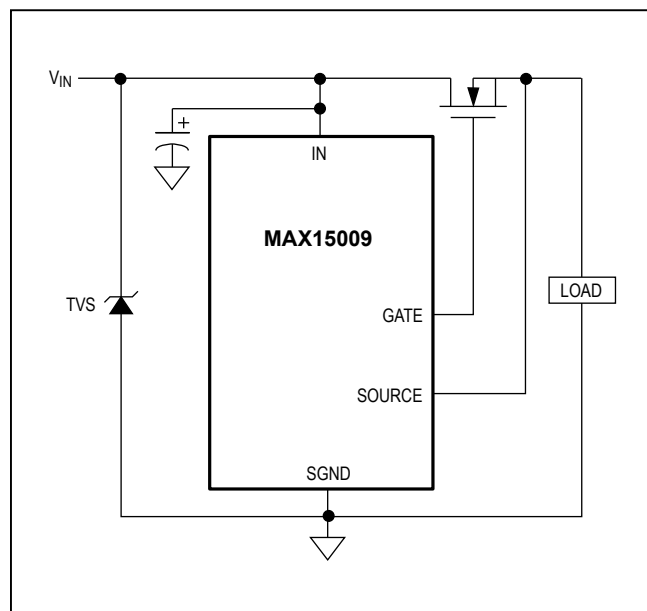 VIN
+
IN
MAX15009
TVS
GATE
LOAD
SOURCE
SGND